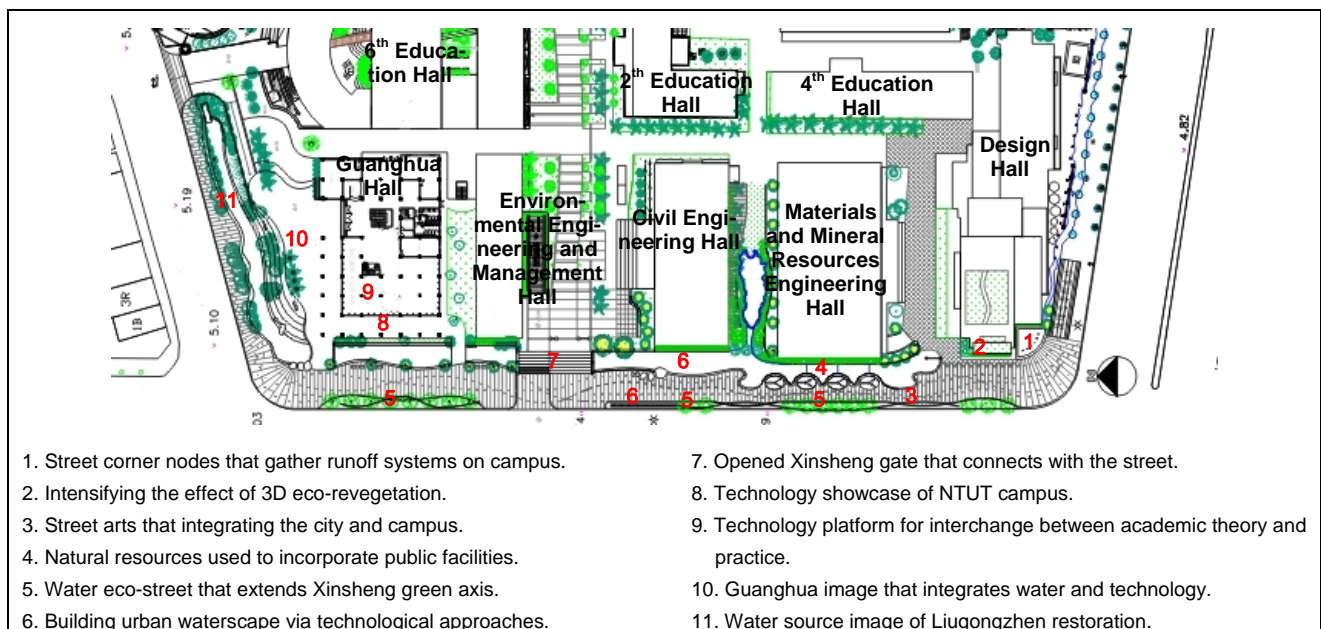 6th Educa-
tion Hall
2th Education
Hall
4th Education
Hall
Design
Hall
Guanghua
Hall
Environ-
mental Engi-
neering and
Management
Hall
Civil Engi-
neering Hall
Materials
and Mineral
Resources
Engineering
Hall
4.82
5.19
5.10
3R
1B
11
10
9
8
7
6
4
2
1
5
6
5
5
3
03
1. Street corner nodes that gather runoff systems on campus.
2. Intensifying the effect of 3D eco-revegetation.
3. Street arts that integrating the city and campus.
4. Natural resources used to incorporate public facilities.
5. Water eco-street that extends Xinsheng green axis.
6. Building urban waterscape via technological approaches.
7. Opened Xinsheng gate that connects with the street.
8. Technology showcase of NTUT campus.
9. Technology platform for interchange between academic theory and
practice.
10. Guanghua image that integrates water and technology.
11. Water source image of Liugongzhen restoration.